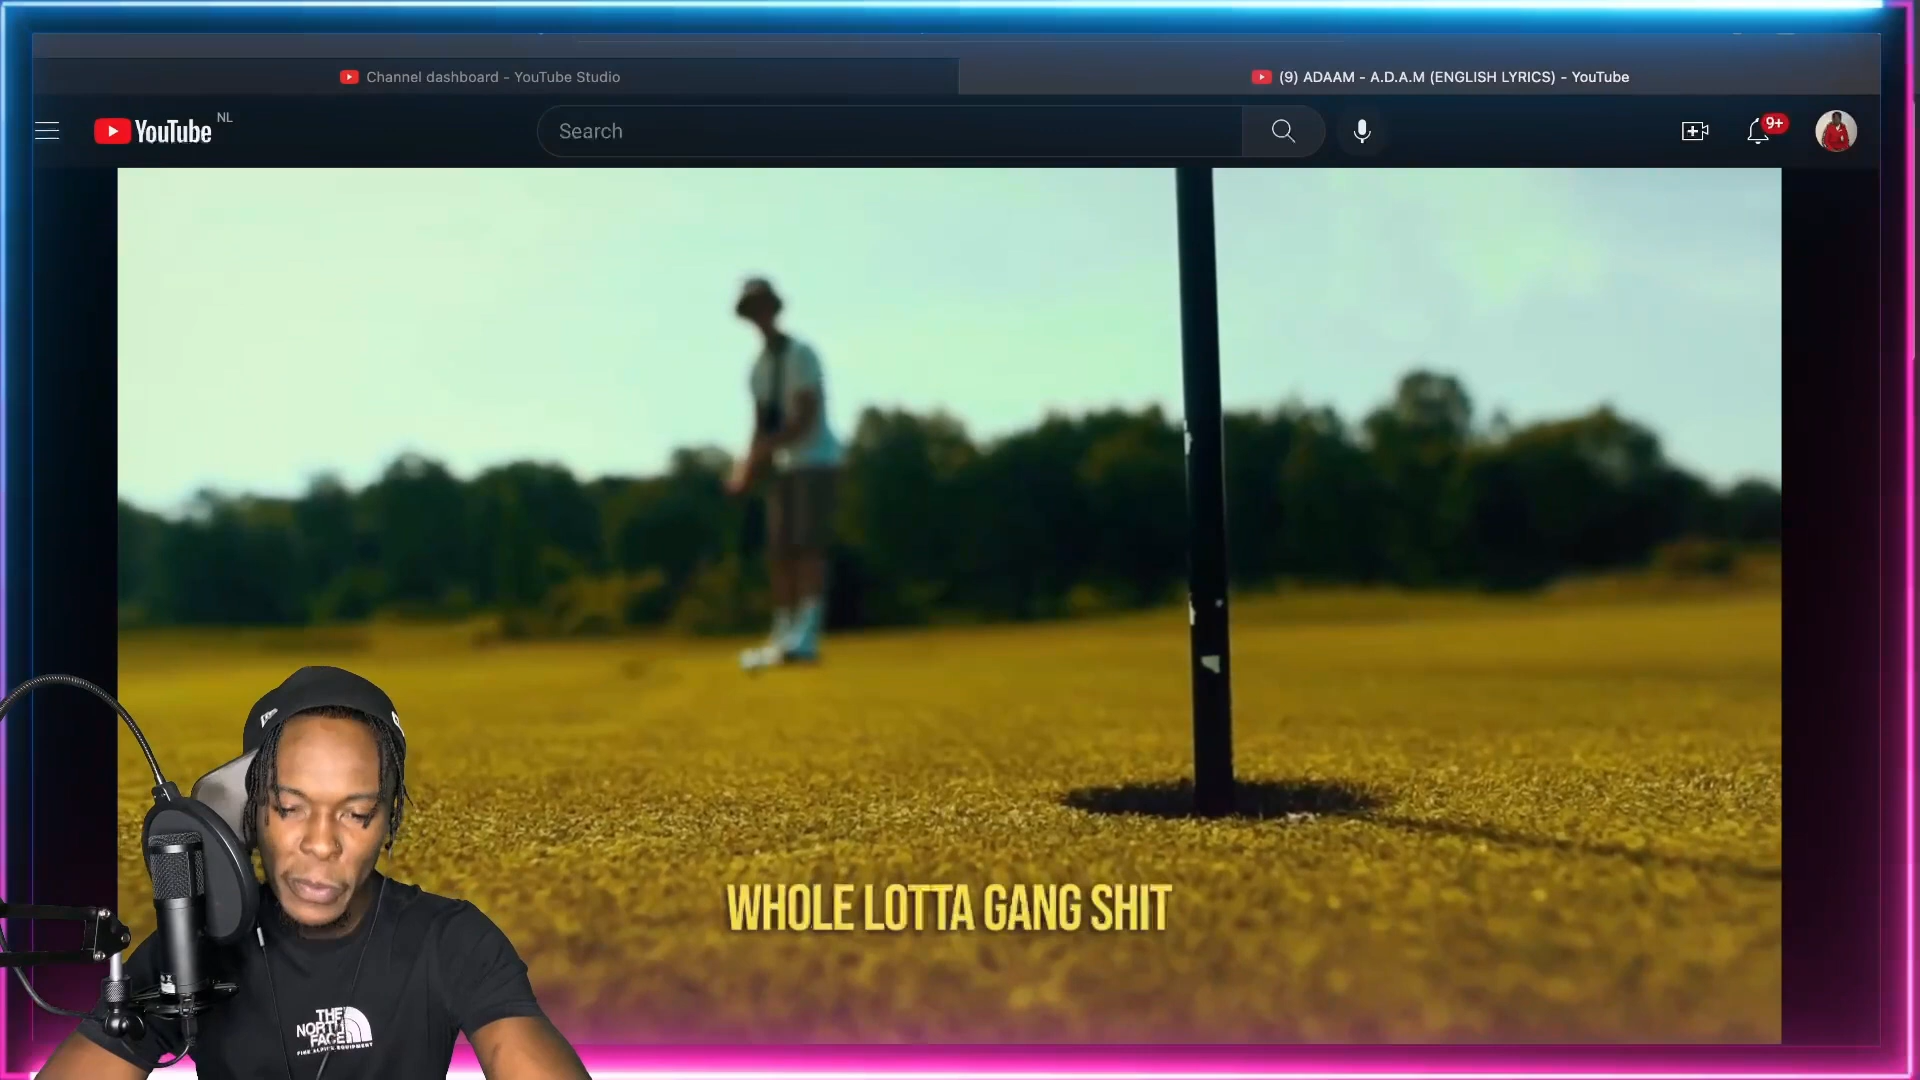 Channel dashboard - YouTube Studio
(9) ADAAM - A.D.A.M (ENGLISH LYRICS) - YouTube
YouTube NL
Search
9+
WHOLE LOTTA GANG SHIT
THE
NORTH
FACE